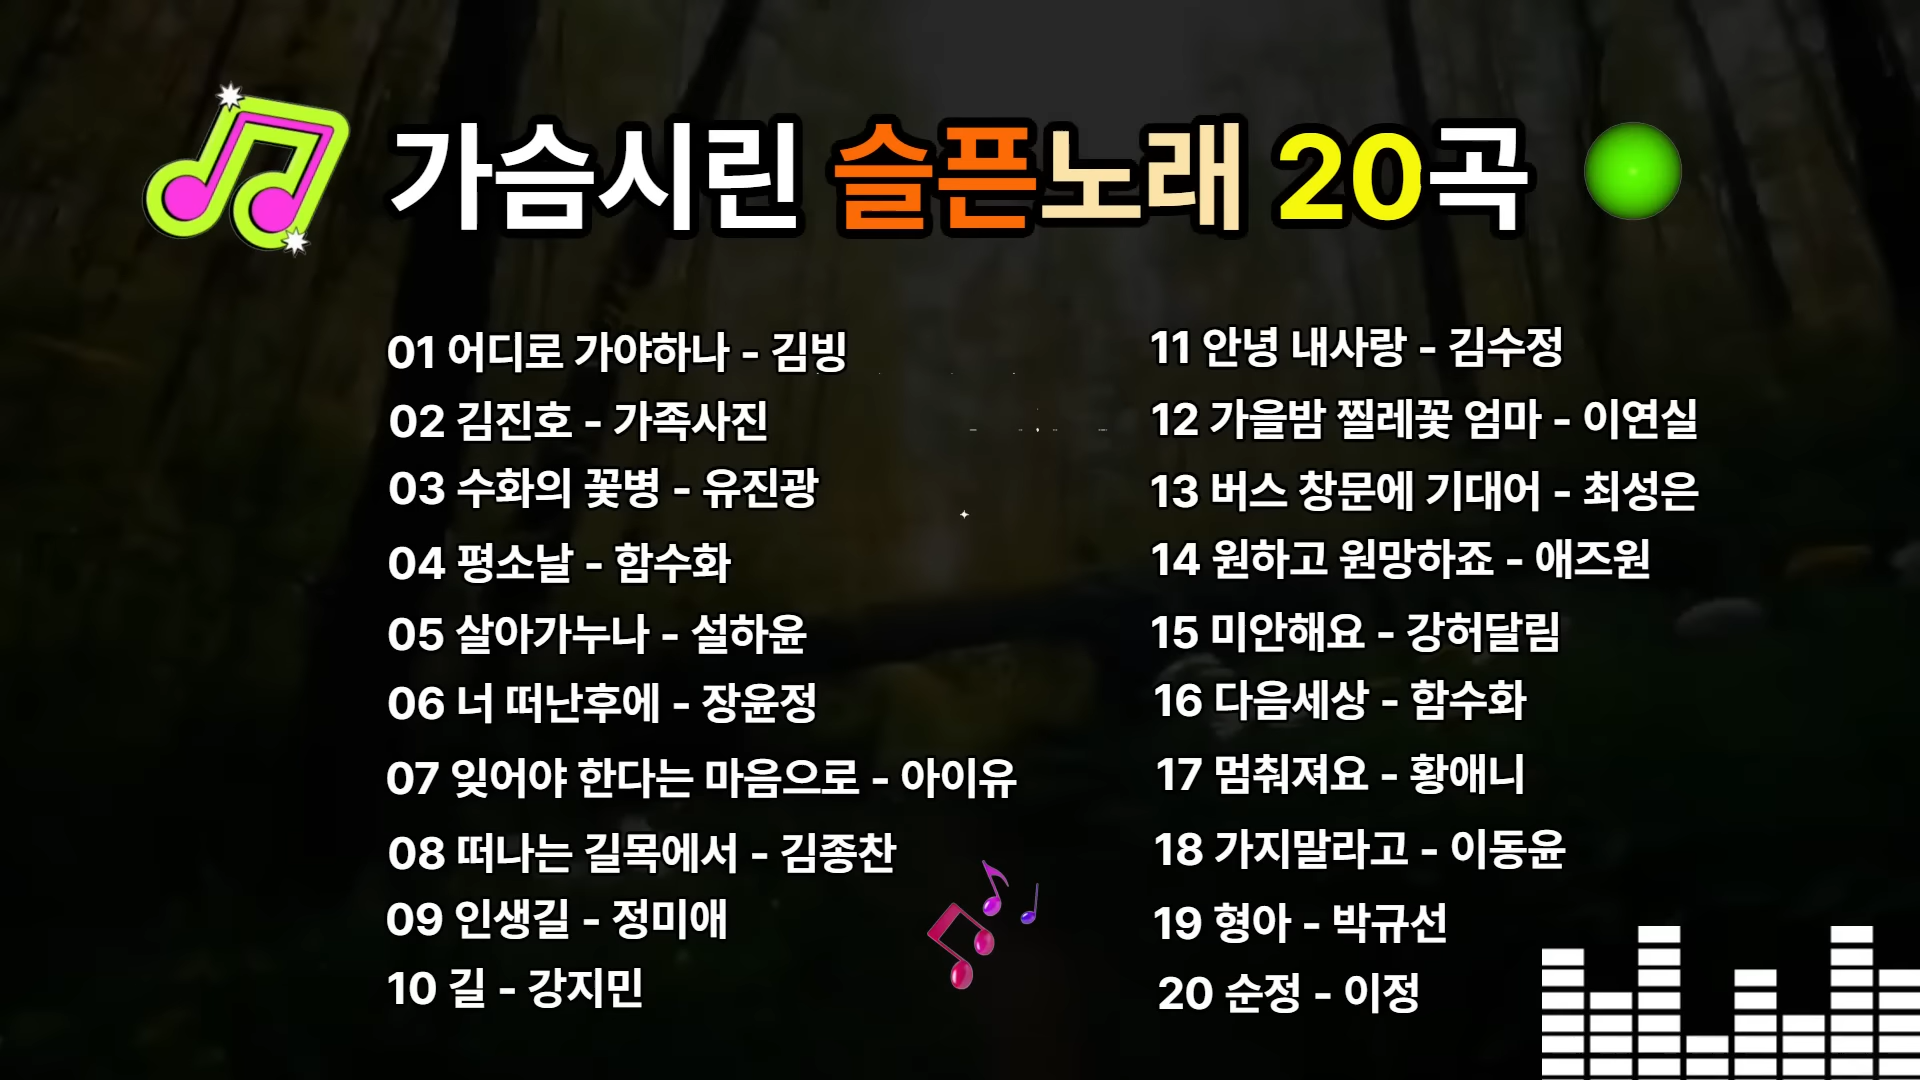 가슴시린 슬픈노래 20곡
01 어디로 가야하나 - 김빙
02 김진호 - 가족사진
03 수화의 꽃병 - 유진광
04 평소날 - 함수화
05 살아가누나 - 설하윤
06 너 떠난후에 - 장윤정
07 잊어야 한다는 마음으로 - 아이유
08 떠나는 길목에서 - 김종찬
09 인생길 - 정미애
10 길 - 강지민
11 안녕 내사랑 - 김수정
12 가을밤 찔레꽃 엄마 - 이연실
13 버스 창문에 기대어 - 최성은
14 원하고 원망하죠 - 애즈원
15 미안해요 - 강허달림
16 다음세상 - 함수화
17 멈춰져요 - 황애니
18 가지말라고 - 이동윤
19 형아 - 박규선
20 순정 - 이정